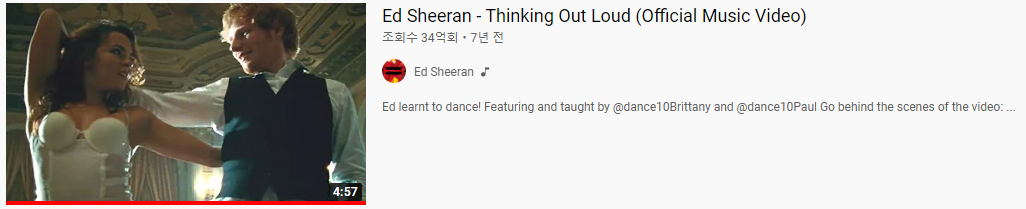 Ed Sheeran - Thinking Out Loud (Official Music Video)
조회수 34억회 • 7년 전
Ed Sheeran
Ed learnt to dance! Featuring and taught by @dance10Brittany and @dance10Paul Go behind the scenes of the video: ...
4:57